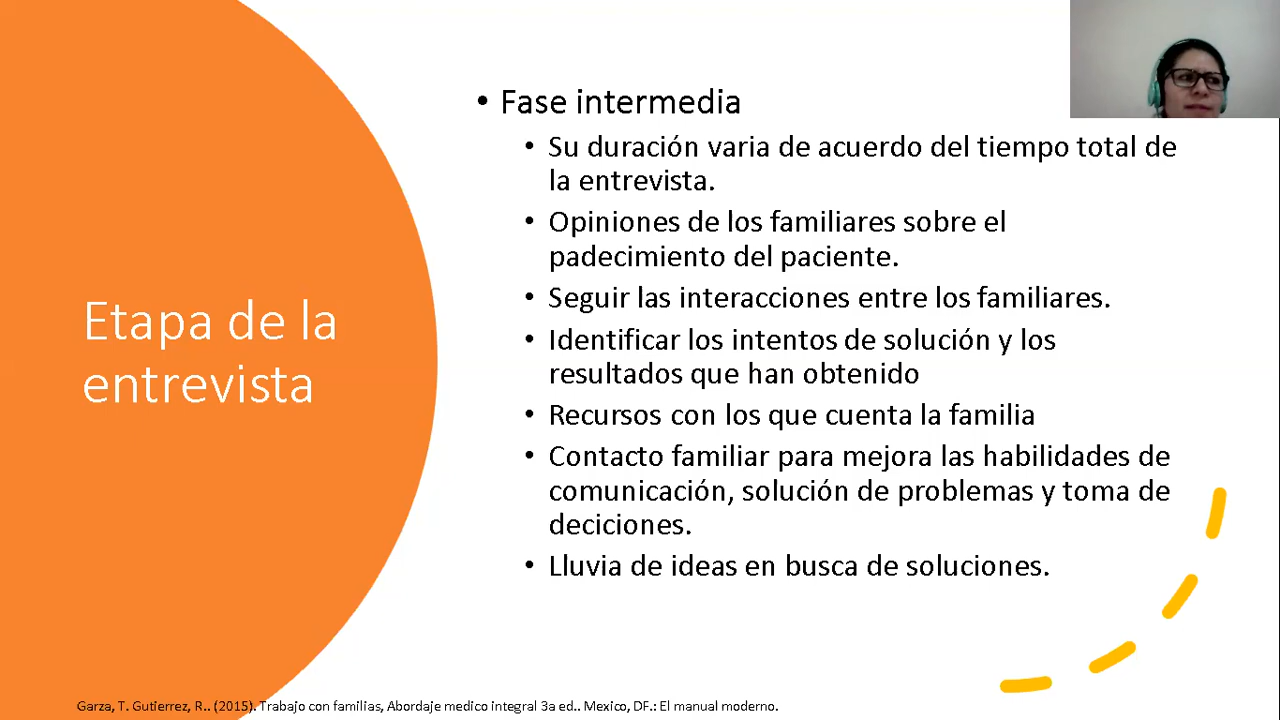 Etapa de la
entrevista
• Fase intermedia
• Su duración varia de acuerdo del tiempo total de
la entrevista.
• Opiniones de los familiares sobre el
padecimiento del paciente.
• Seguir las interacciones entre los familiares.
• Identificar los intentos de solución y los
resultados que han obtenido
• Recursos con los que cuenta la familia
• Contacto familiar para mejora las habilidades de
comunicación, solución de problemas y toma de
deciciones.
• Lluvia de ideas en busca de soluciones.
Garza, T. Gutierrez, R.. (2015). Trabajo con familias, Abordaje medico integral 3a ed.. Mexico, DF.: El manual moderno.